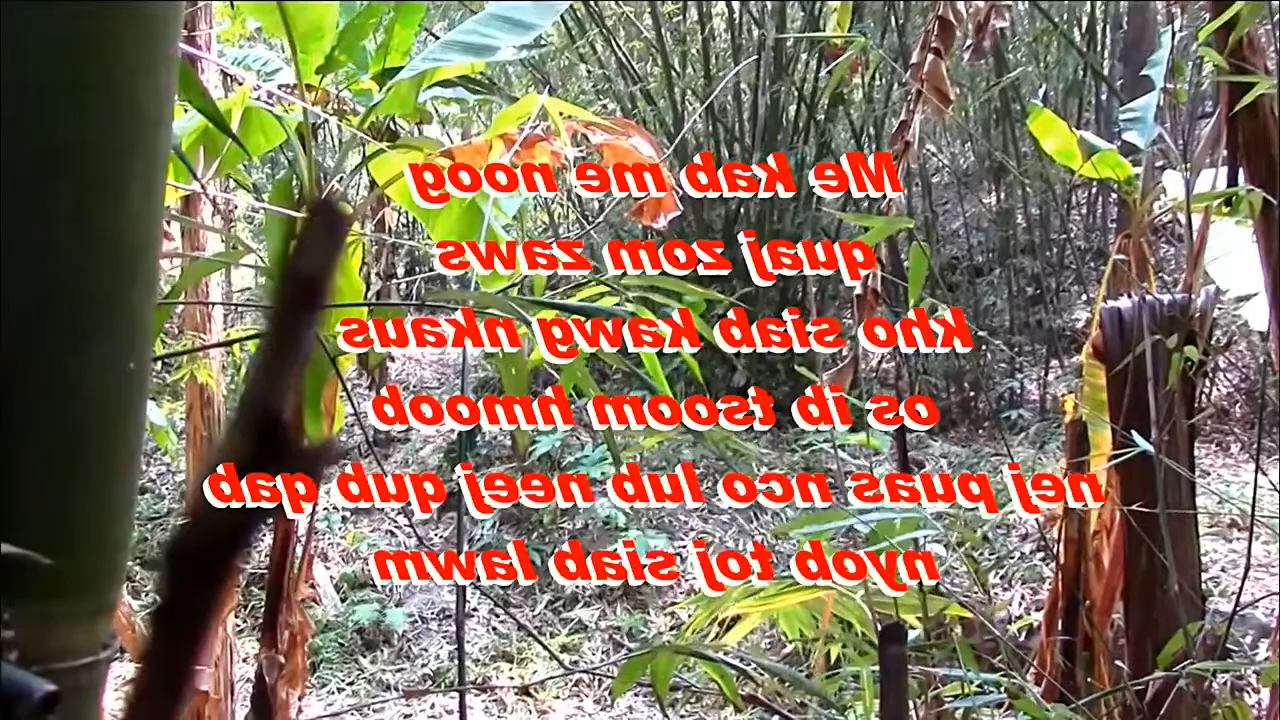 Me kab me noog
quaj zom zaws
kho siab kawg nkaus
os ib tsoom hmoob
nej puas nco lub neej qub qab
nyob toj siab lawm